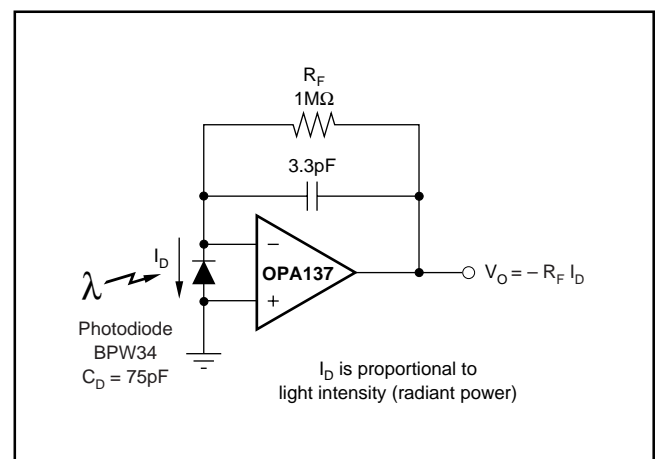 R_F
1MΩ
3.3pF
I_D
λ
−
OPA137
+
V_O = – R_F I_D
Photodiode
BPW34
C_D = 75pF
I_D is proportional to
light intensity (radiant power)